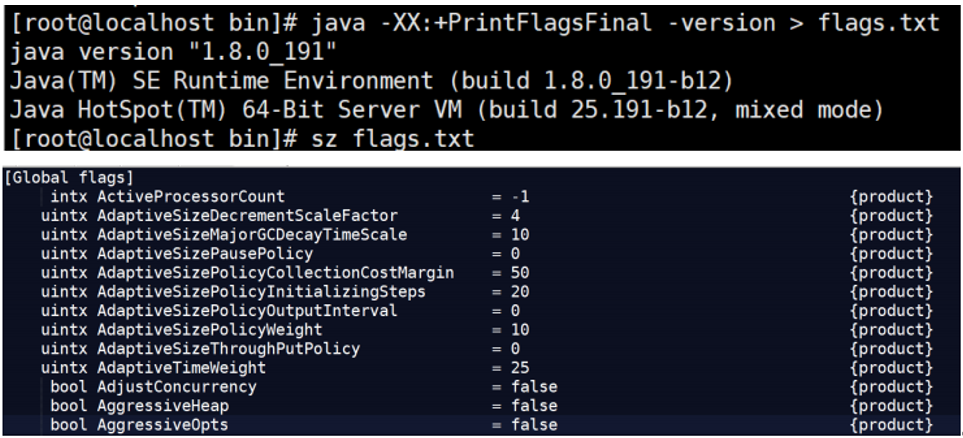 [root@localhost bin]# java -XX:+PrintFlagsFinal -version > flags.txt
java version "1.8.0_191"
Java(TM) SE Runtime Environment (build 1.8.0_191-b12)
Java HotSpot(TM) 64-Bit Server VM (build 25.191-b12, mixed mode)
[root@localhost bin]# sz flags.txt
[Global flags]
intx ActiveProcessorCount = -1 {product}
uintx AdaptiveSizeDecrementScaleFactor = 4 {product}
uintx AdaptiveSizeMajorGCDecayTimeScale = 10 {product}
uintx AdaptiveSizePausePolicy = 0 {product}
uintx AdaptiveSizePolicyCollectionCostMargin = 50 {product}
uintx AdaptiveSizePolicyInitializingSteps = 20 {product}
uintx AdaptiveSizePolicyOutputInterval = 0 {product}
uintx AdaptiveSizePolicyWeight = 10 {product}
uintx AdaptiveSizeThroughPutPolicy = 0 {product}
uintx AdaptiveTimeWeight = 25 {product}
bool AdjustConcurrency = false {product}
bool AggressiveHeap = false {product}
bool AggressiveOpts = false {product}